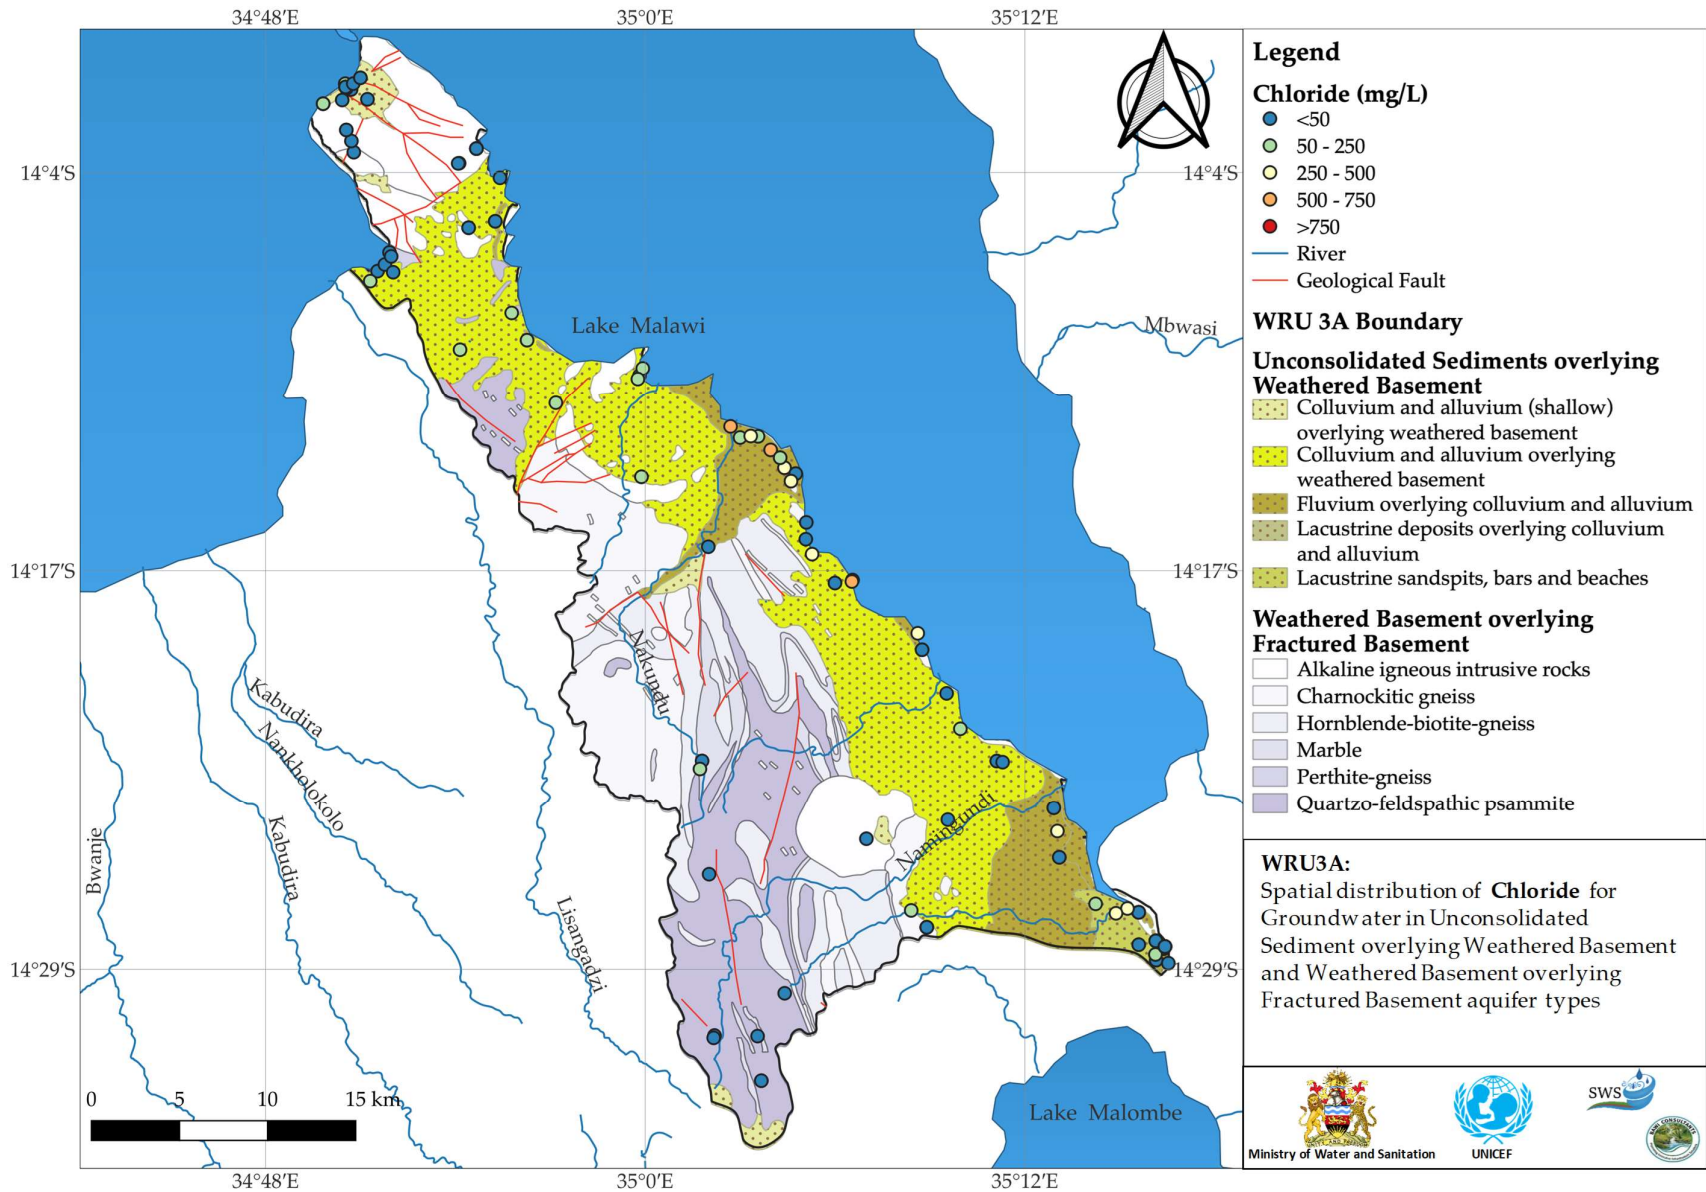 34°48′E
35°0′E
35°12′E
14°4′S
14°4′S
14°17′S
14°17′S
14°29′S
14°29′S
34°48′E
35°0′E
35°12′E
Lake Malawi
Mbwasi
Nakundu
Kabudira
Nankholokolo
Kabudira
Bwanje
Lisangadzi
Namingundi
Lake Malombe
0 5 10 15 km
Legend
Chloride (mg/L)
<50
50 - 250
250 - 500
500 - 750
>750
River
Geological Fault
WRU 3A Boundary
Unconsolidated Sediments overlying
Weathered Basement
Colluvium and alluvium (shallow)
overlying weathered basement
Colluvium and alluvium overlying
weathered basement
Fluvium overlying colluvium and alluvium
Lacustrine deposits overlying colluvium
and alluvium
Lacustrine sandspits, bars and beaches
Weathered Basement overlying
Fractured Basement
Alkaline igneous intrusive rocks
Charnockitic gneiss
Hornblende-biotite-gneiss
Marble
Perthite-gneiss
Quartzo-feldspathic psammite
WRU3A:
Spatial distribution of Chloride for
Groundwater in Unconsolidated
Sediment overlying Weathered Basement
and Weathered Basement overlying
Fractured Basement aquifer types
Ministry of Water and Sanitation
UNICEF
SWS